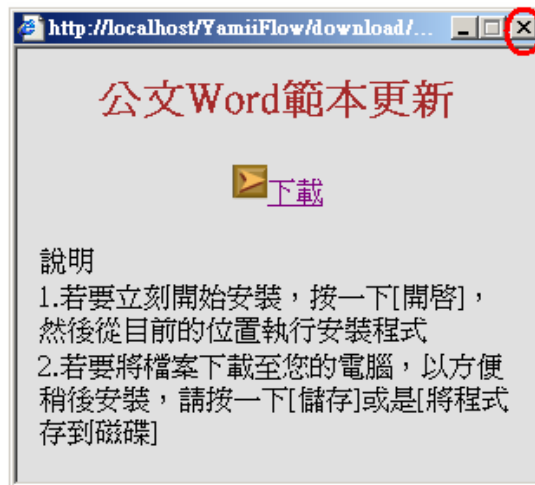 http://localhost/YamiiFlow/download/...
公文Word範本更新
下載
說明
1.若要立刻開始安裝，按一下[開啓]，
然後從目前的位置執行安裝程式
2.若要將檔案下載至您的電腦，以方便
稍後安裝，請按一下[儲存]或是[將程式
存到磁碟]